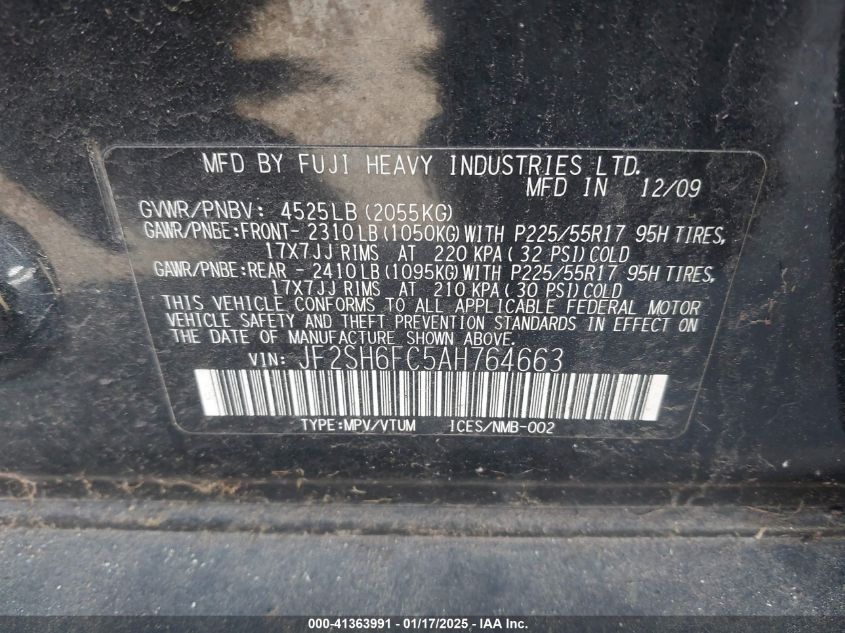 MFD BY FUJI HEAVY INDUSTRIES LTD.
MFD IN 12/09
GVWR/PNBV: 4525LB(2055KG)
GAWR/PNBE:FRONT- 2310LB(1050KG)WITH P225/55R17 95H TIRES,
17X7JJ RIMS AT 220 KPA(32 PSI)COLD
GAWR/PNBE:REAR - 2410LB(1095KG)WITH P225/55R17 95H TIRES,
17X7JJ RIMS AT 210 KPA(30 PSI)COLD
THIS VEHICLE CONFORMS TO ALL APPLICABLE FEDERAL MOTOR
VEHICLE SAFETY AND THEFT PREVENTION STANDARDS IN EFFECT ON
THE DATE OF MANUFACTURE SHOWN ABOVE.
VIN: JF2SH6FC5AH764663
TYPE:MPV/VTUM ICES/NMB-002
000-41363991 - 01/17/2025 - IAA Inc.